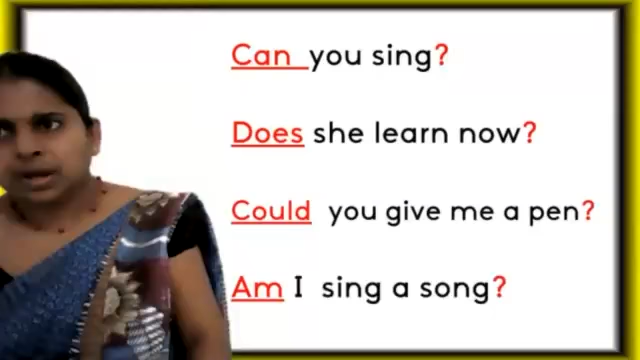 Can you sing?
Does she learn now?
Could you give me a pen?
Am I sing a song?